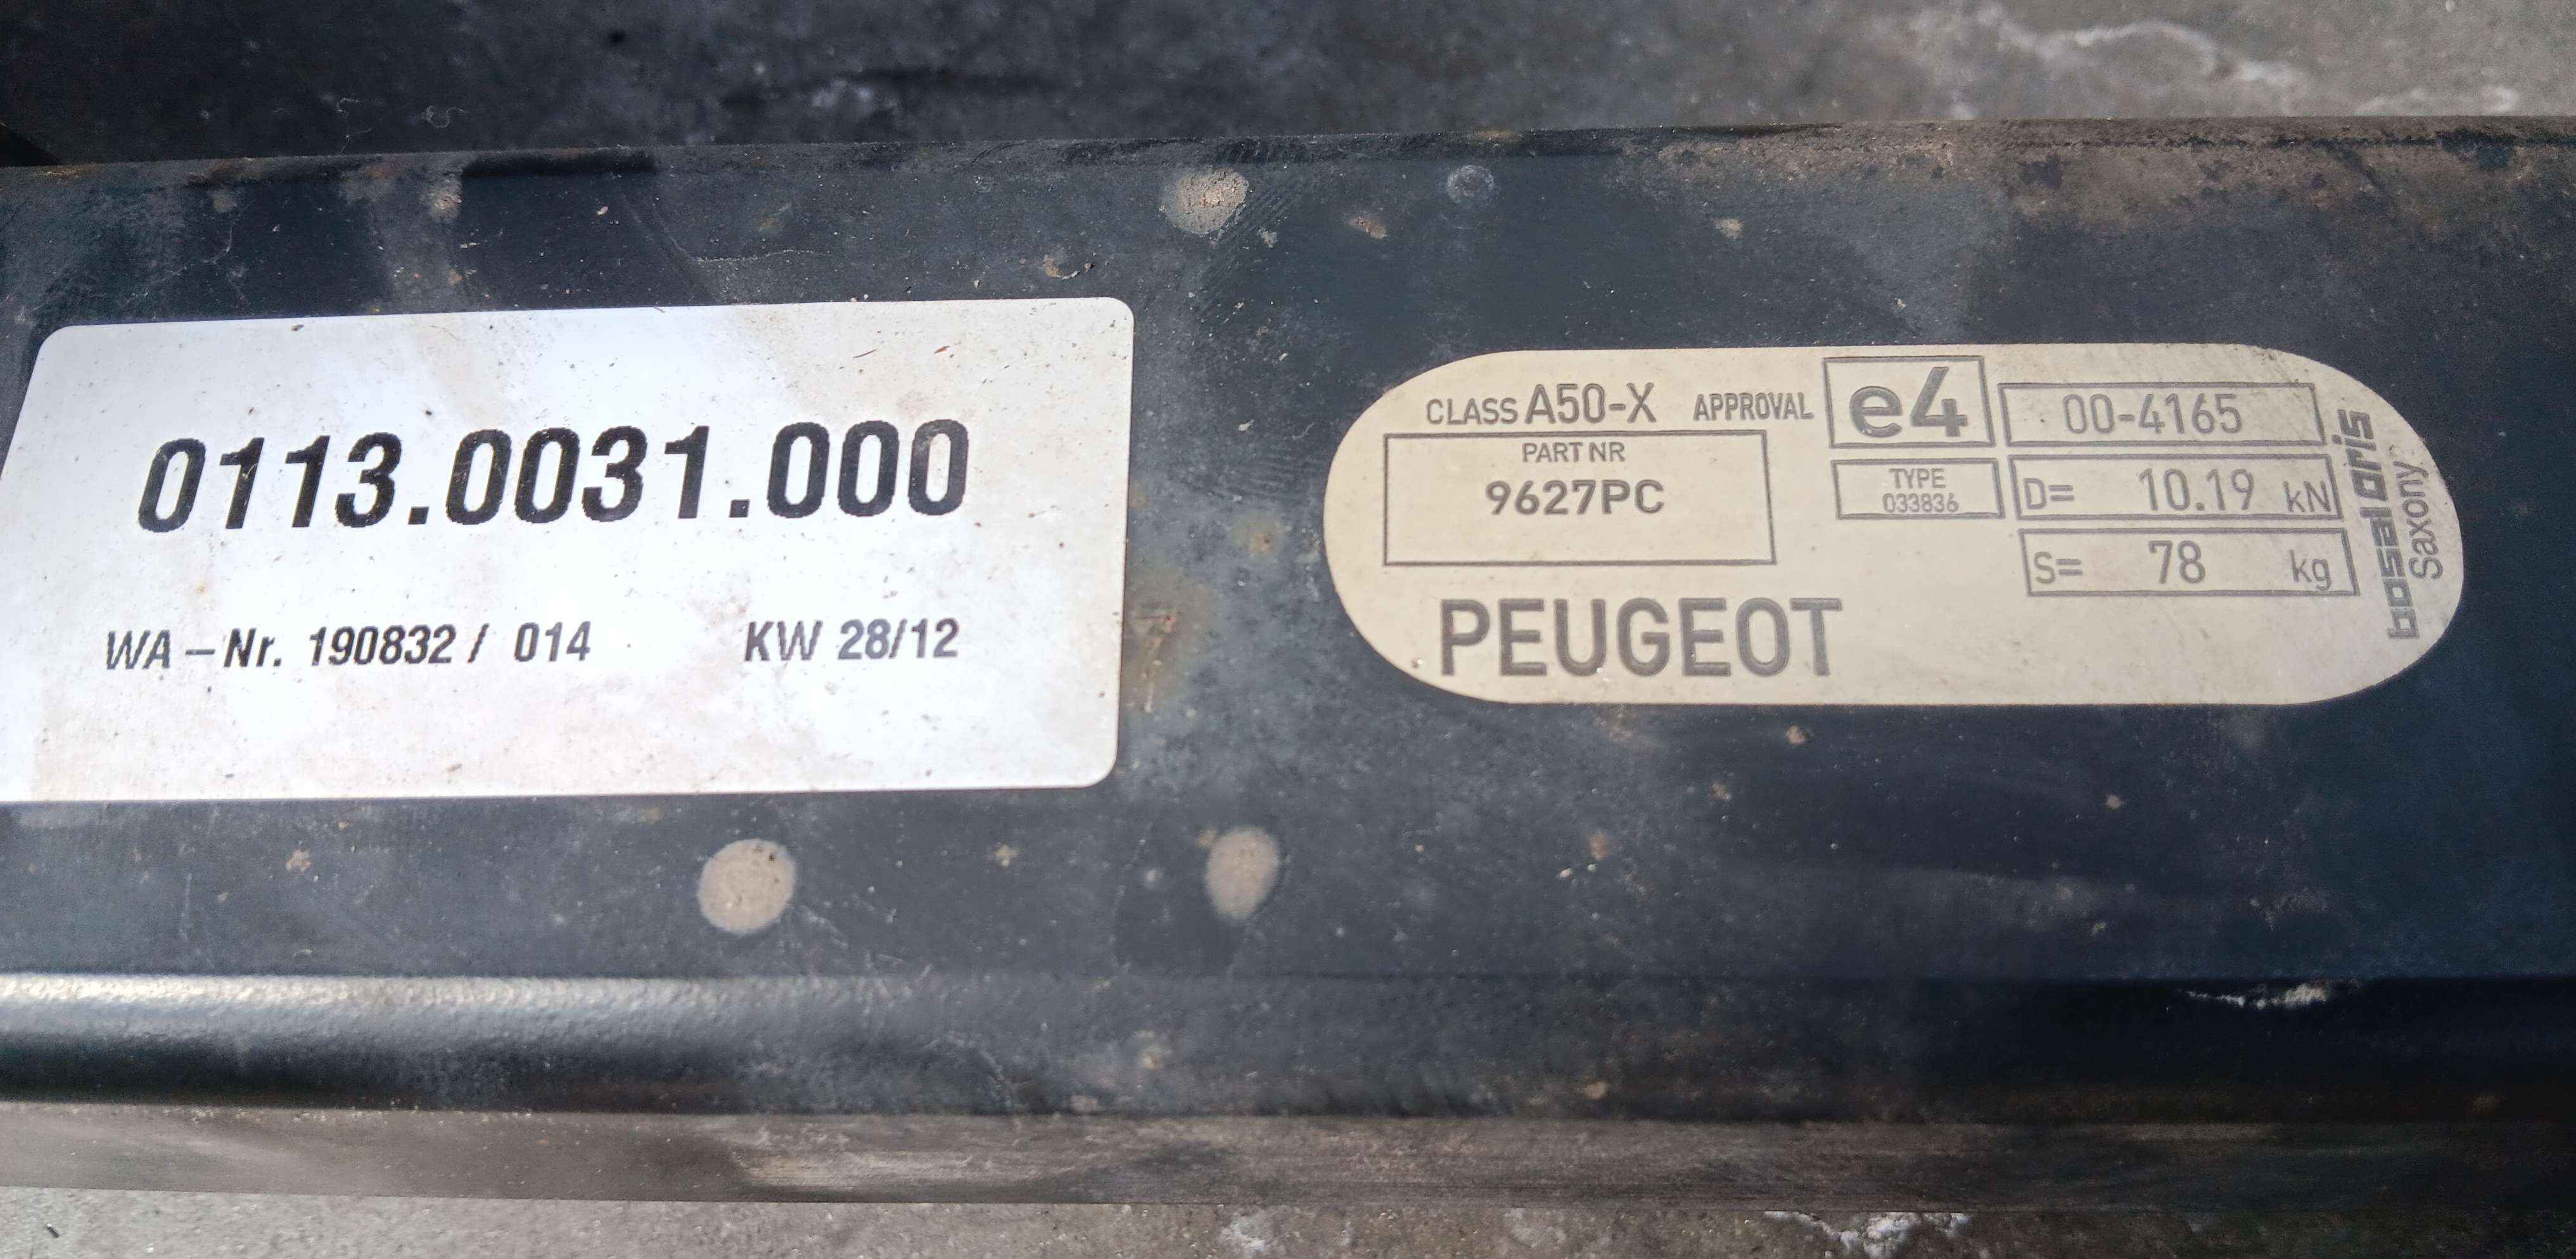 0113.0031.000
WA-Nr. 190832 / 014 KW 28/12
CLASS A50-X APPROVAL e4 00-4165
PART NR
9627PC
TYPE
033836
D= 10.19 kN
S= 78 kg
PEUGEOT
bosal oris
Saxony